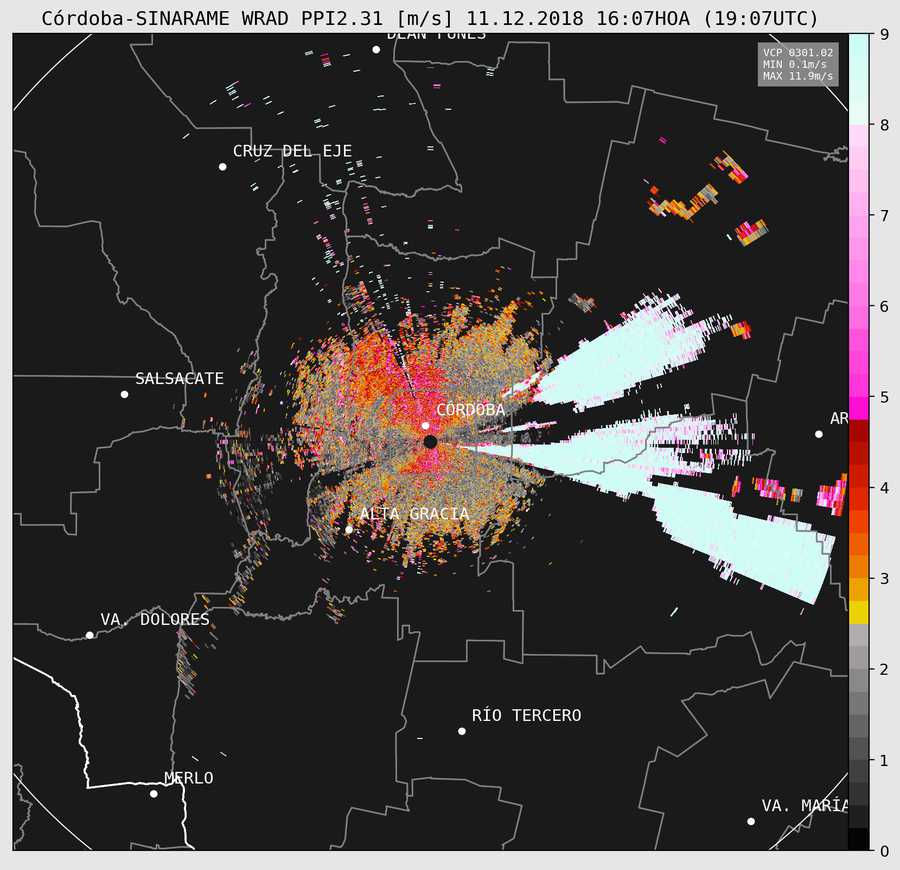 Córdoba-SINARAME WRAD PPI2.31 [m/s] 11.12.2018 16:07HOA (19:07UTC)
DEAN FUNES
VCP 0301.02
MIN 0.1m/s
MAX 11.9m/s
CRUZ DEL EJE
SALSACATE
CÓRDOBA
AR
ALTA GRACIA
VA. DOLORES
RÍO TERCERO
MERLO
VA. MARÍA
9
8
7
6
5
4
3
2
1
0